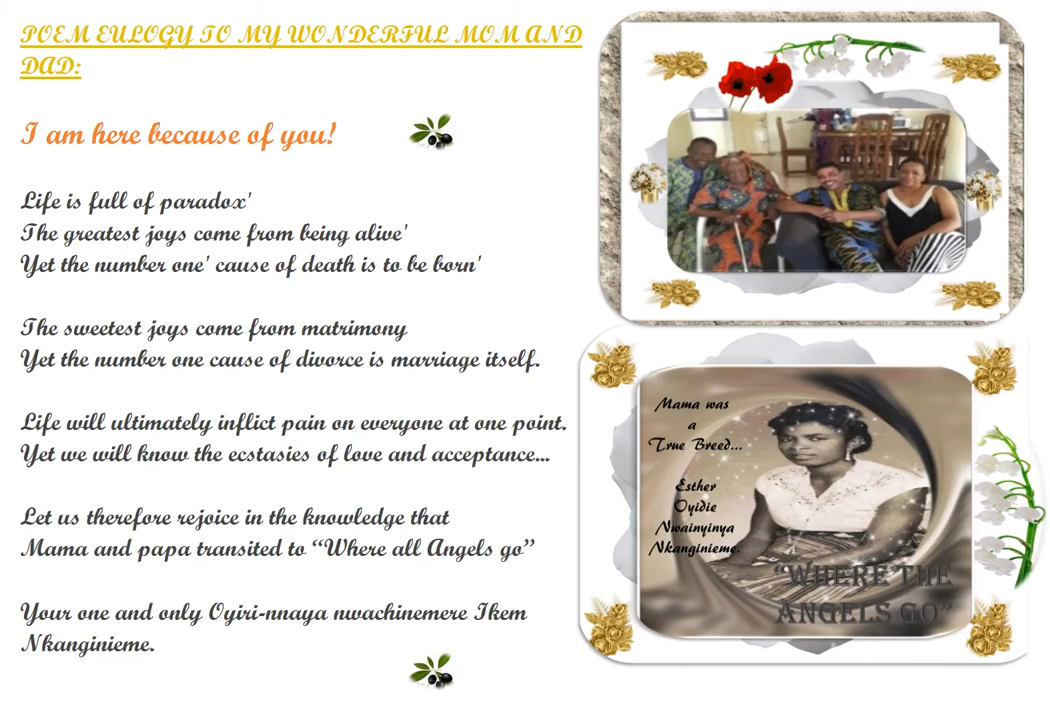 POEM EULOGY TO MY WONDERFUL MOM AND
DAD:
I am here because of you!
Life is full of paradox'
The greatest joys come from being alive'
Yet the number one' cause of death is to be born'
The sweetest joys come from matrimony
Yet the number one cause of divorce is marriage itself.
Life will ultimately inflict pain on everyone at one point.
Yet we will know the ecstasies of love and acceptance...
Let us therefore rejoice in the knowledge that
Mama and papa transited to “Where all Angels go”
Your one and only Oyiri-nnaya nwachinemere Ikem
Nkanginieme.
Mama was
a
True Breed...
Esther
Oyidie
Nwainyinya
Nkanginieme.
“WHERE THE
ANGELS GO”